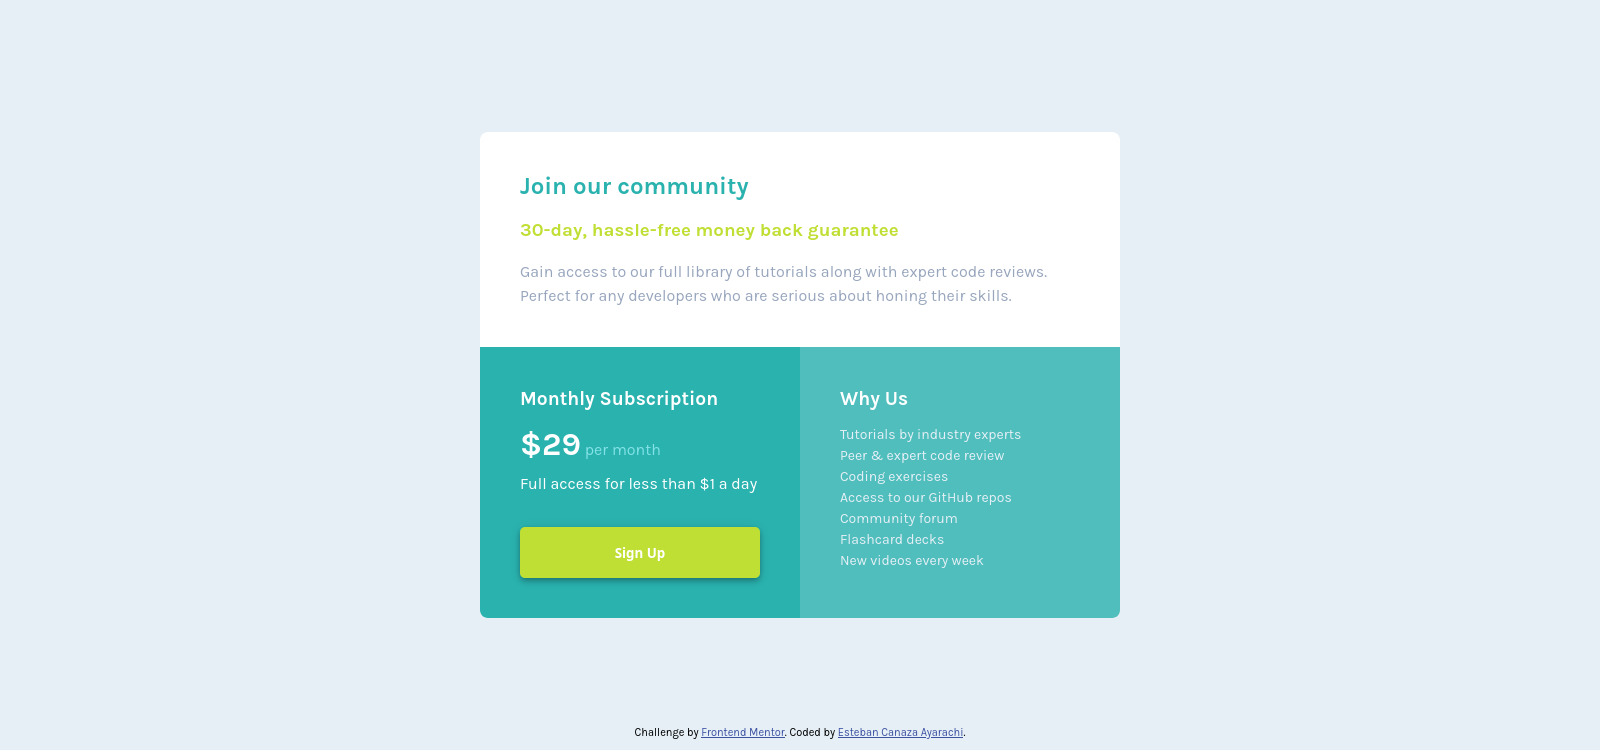 Join our community
30-day, hassle-free money back guarantee
Gain access to our full library of tutorials along with expert code reviews.
Perfect for any developers who are serious about honing their skills.
Monthly Subscription
$29 per month
Full access for less than $1 a day
Sign Up
Why Us
Tutorials by industry experts
Peer & expert code review
Coding exercises
Access to our GitHub repos
Community forum
Flashcard decks
New videos every week
Challenge by Frontend Mentor. Coded by Esteban Canaza Ayarachi.